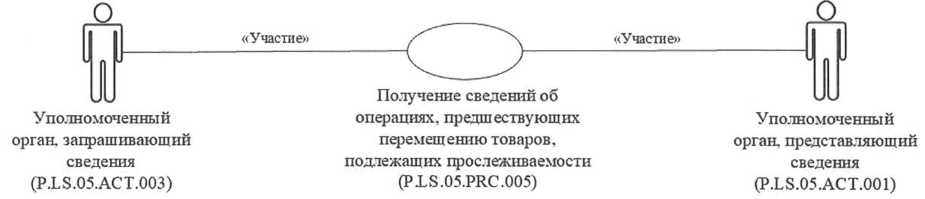 «Участие»
«Участие»
Уполномоченный
орган, запрашивающий
сведения
(P.LS.05.ACT.003)
Получение сведений об
операциях, предшествующих
перемещению товаров,
подлежащих прослеживаемости
(P.LS.05.PRC.005)
Уполномоченный
орган, представляющий
сведения
(P.LS.05.ACT.001)